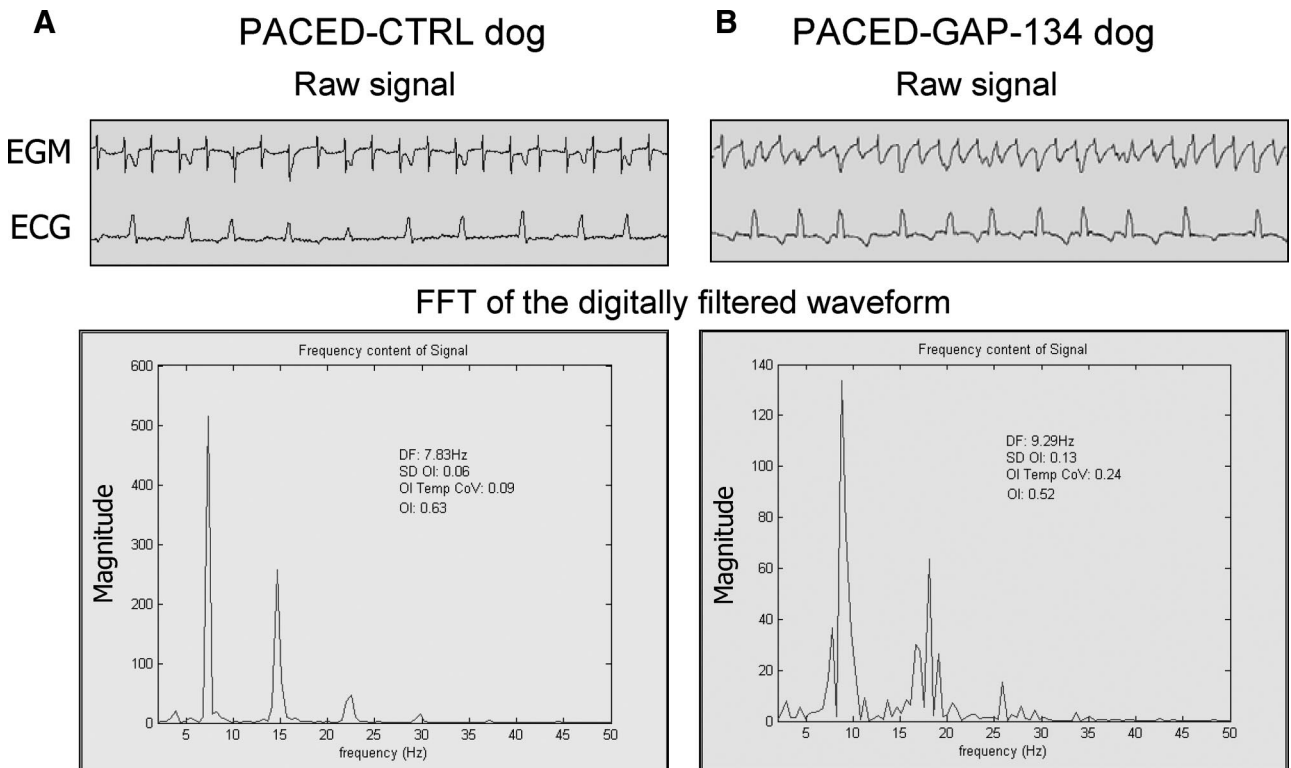 A
PACED-CTRL dog
Raw signal
EGM
ECG
B
PACED-GAP-134 dog
Raw signal
FFT of the digitally filtered waveform
Frequency content of Signal
600
500
400
300
200
100
0
Magnitude
DF: 7.83Hz
SD OI: 0.06
OI Temp CoV: 0.09
OI: 0.63
5 10 15 20 25 30 35 40 45 50
frequency (Hz)
Frequency content of Signal
140
120
100
80
60
40
20
0
Magnitude
DF: 9.29Hz
SD OI: 0.13
OI Temp CoV: 0.24
OI: 0.52
5 10 15 20 25 30 35 40 45 50
frequency (Hz)